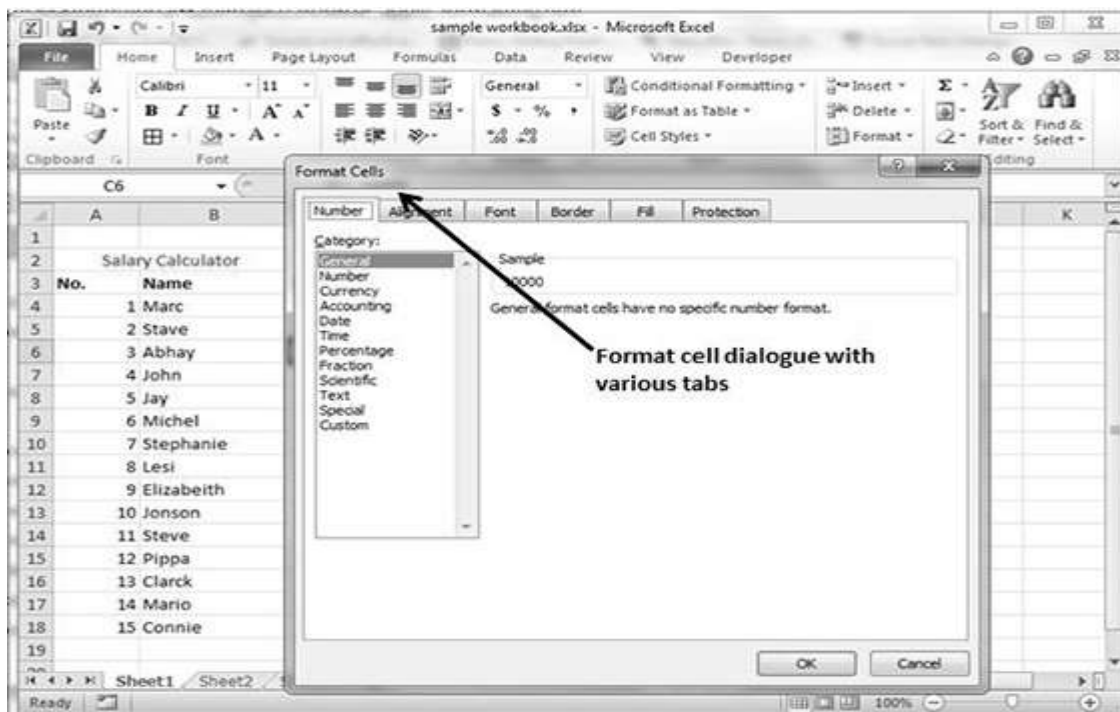 sample workbook.xlsx - Microsoft Excel
File Home Insert Page Layout Formulas Data Review View Developer
Paste
Clipboard
Calibri 11
B I U A A
A
Font
General
$ % ,
Conditional Formatting
Format as Table
Cell Styles
Insert
Delete
Format
Σ
Sort & Filter
Find & Select
diting
C6
Format Cells
Number Alignment Font Border Fill Protection
Category:
General
Number
Currency
Accounting
Date
Time
Percentage
Fraction
Scientific
Text
Special
Custom
Sample
General format cells have no specific number format.
Format cell dialogue with
various tabs
OK Cancel
A B K
1
2 Salary Calculator
3 No. Name
4 1 Marc
5 2 Stave
6 3 Abhay
7 4 John
8 5 Jay
9 6 Michel
10 7 Stephanie
11 8 Lesi
12 9 Elizabeith
13 10 Jonson
14 11 Steve
15 12 Pippa
16 13 Clarck
17 14 Mario
18 15 Connie
19
Sheet1 Sheet2
Ready 100%